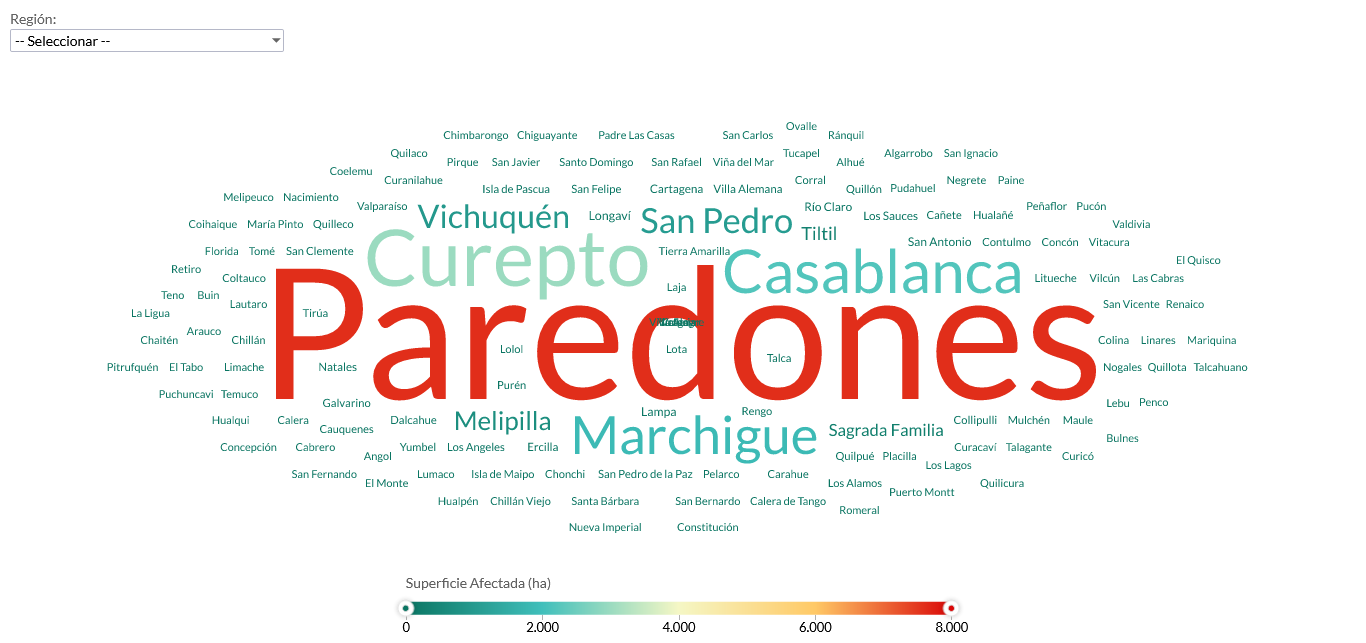 Región:
-- Seleccionar --
Ovalle
Chimbarongo Chiguayante Padre Las Casas San Carlos Ránquil
Quilaco Tucapel Algarrobo San Ignacio
Pirque San Javier Santo Domingo San Rafael Viña del Mar Alhué
Coelemu
Curanilahue Corral Negrete Paine
Isla de Pascua San Felipe Cartagena Villa Alemana Quillón Pudahuel
Melipeuco Nacimiento
Valparaíso Río Claro Peñaflor Pucón
Vichuquén Longaví San Pedro Los Sauces Cañete Hualañé
Coihaique María Pinto Quilleco Tiltil Valdivia
San Antonio Contulmo Concón Vitacura
Florida Tomé San Clemente Curepto Tierra Amarilla
El Quisco
Retiro Casablanca
Coltauco Litueche Vilcún Las Cabras
Laja
Teno Buin
Lautaro San Vicente Renaico
La Ligua Tirúa
Arauco
Chaitén Chillán Paredones Colina Linares Mariquina
Lolol Lota
Talca
Pitrufquén El Tabo Limache Natales Nogales Quillota Talcahuano
Purén
Puchuncavi Temuco
Galvarino Lebu Penco
Lampa Rengo
Hualqui Calera Dalcahue Melipilla Collipulli Mulchén Maule
Cauquenes Marchigue Sagrada Familia
Bulnes
Concepción Cabrero Yumbel Los Angeles Ercilla Curacaví Talagante
Angol Quilpué Placilla Curicó
Los Lagos
San Fernando Lumaco Isla de Maipo Chonchi San Pedro de la Paz Pelarco Carahue
El Monte Los Alamos Quilicura
Puerto Montt
Hualpén Chillán Viejo Santa Bárbara San Bernardo Calera de Tango
Romeral
Nueva Imperial Constitución
Superficie Afectada (ha)
0 2.000 4.000 6.000 8.000